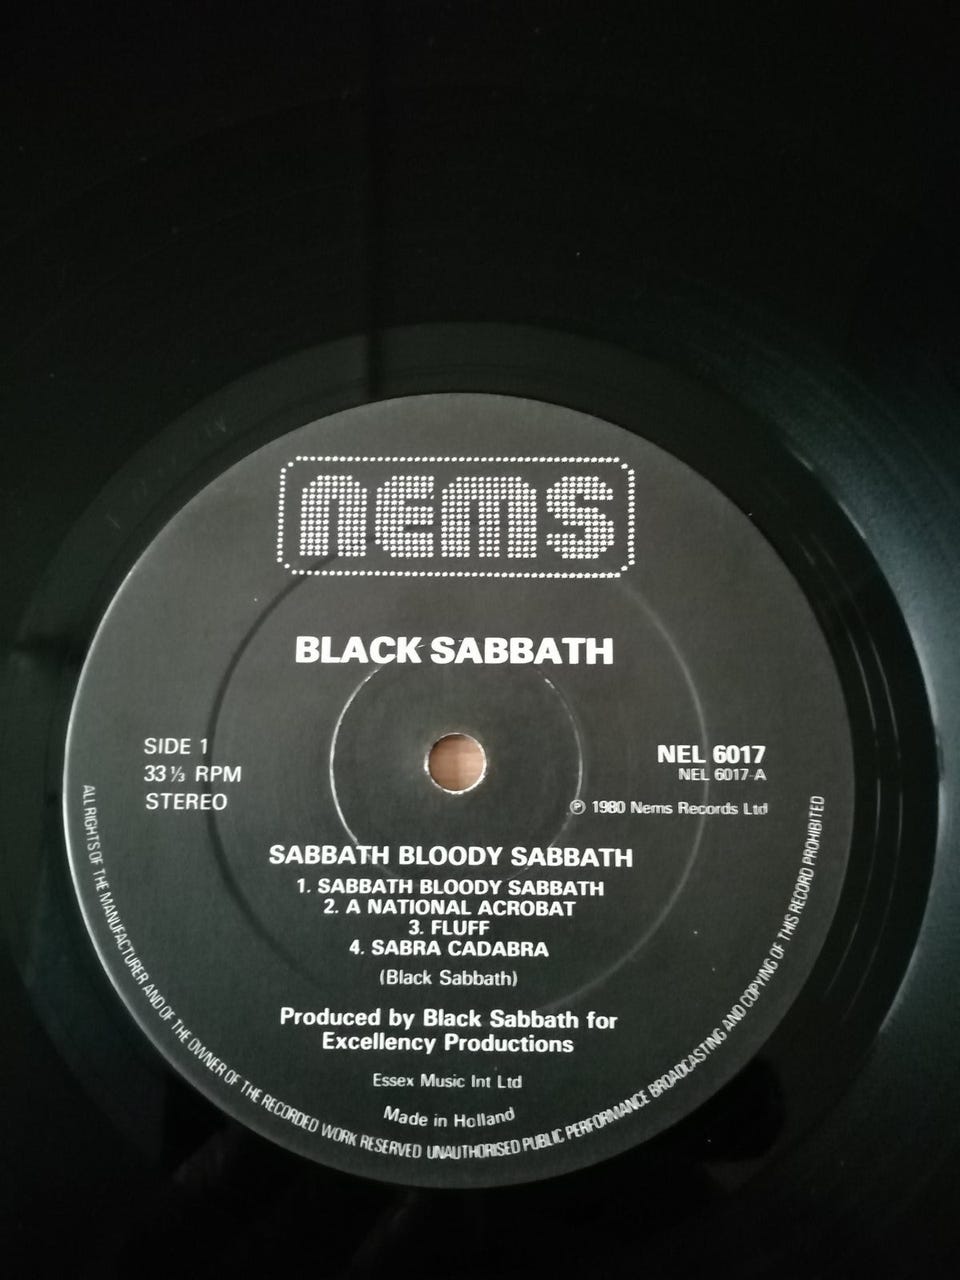 nems
BLACK SABBATH
SIDE 1
33⅓ RPM
STEREO
NEL 6017
NEL 6017-A
℗ 1980 Nems Records Ltd
SABBATH BLOODY SABBATH
1. SABBATH BLOODY SABBATH
2. A NATIONAL ACROBAT
3. FLUFF
4. SABRA CADABRA
(Black Sabbath)
Produced by Black Sabbath for
Excellency Productions
Essex Music Int Ltd
Made in Holland
ALL RIGHTS OF THE MANUFACTURER AND OF THE OWNER OF THE RECORDED WORK RESERVED UNAUTHORISED PUBLIC PERFORMANCE BROADCASTING AND COPYING OF THIS RECORD PROHIBITED